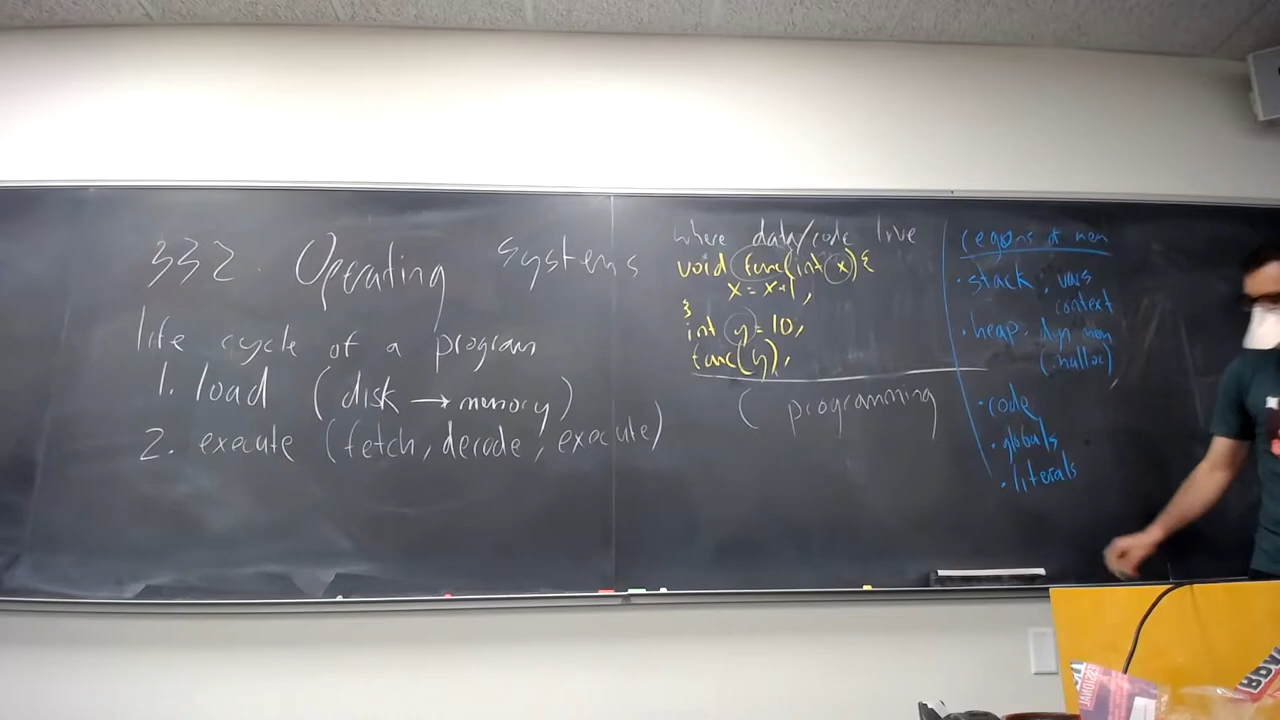 332. Operating Systems
life cycle of a program
1. load (disk → memory)
2. execute (fetch, decode, execute)
where data/code live
void func(int x){
x = x+1;
}
int y = 10;
func(y);
( programming
regions of mem
· stack, vars
context
· heap. dyn mem
(malloc)
· code
· globals
· literals